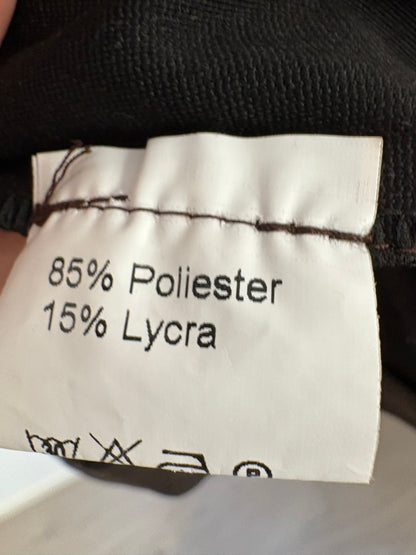 85% Poliester
15% Lycra
P